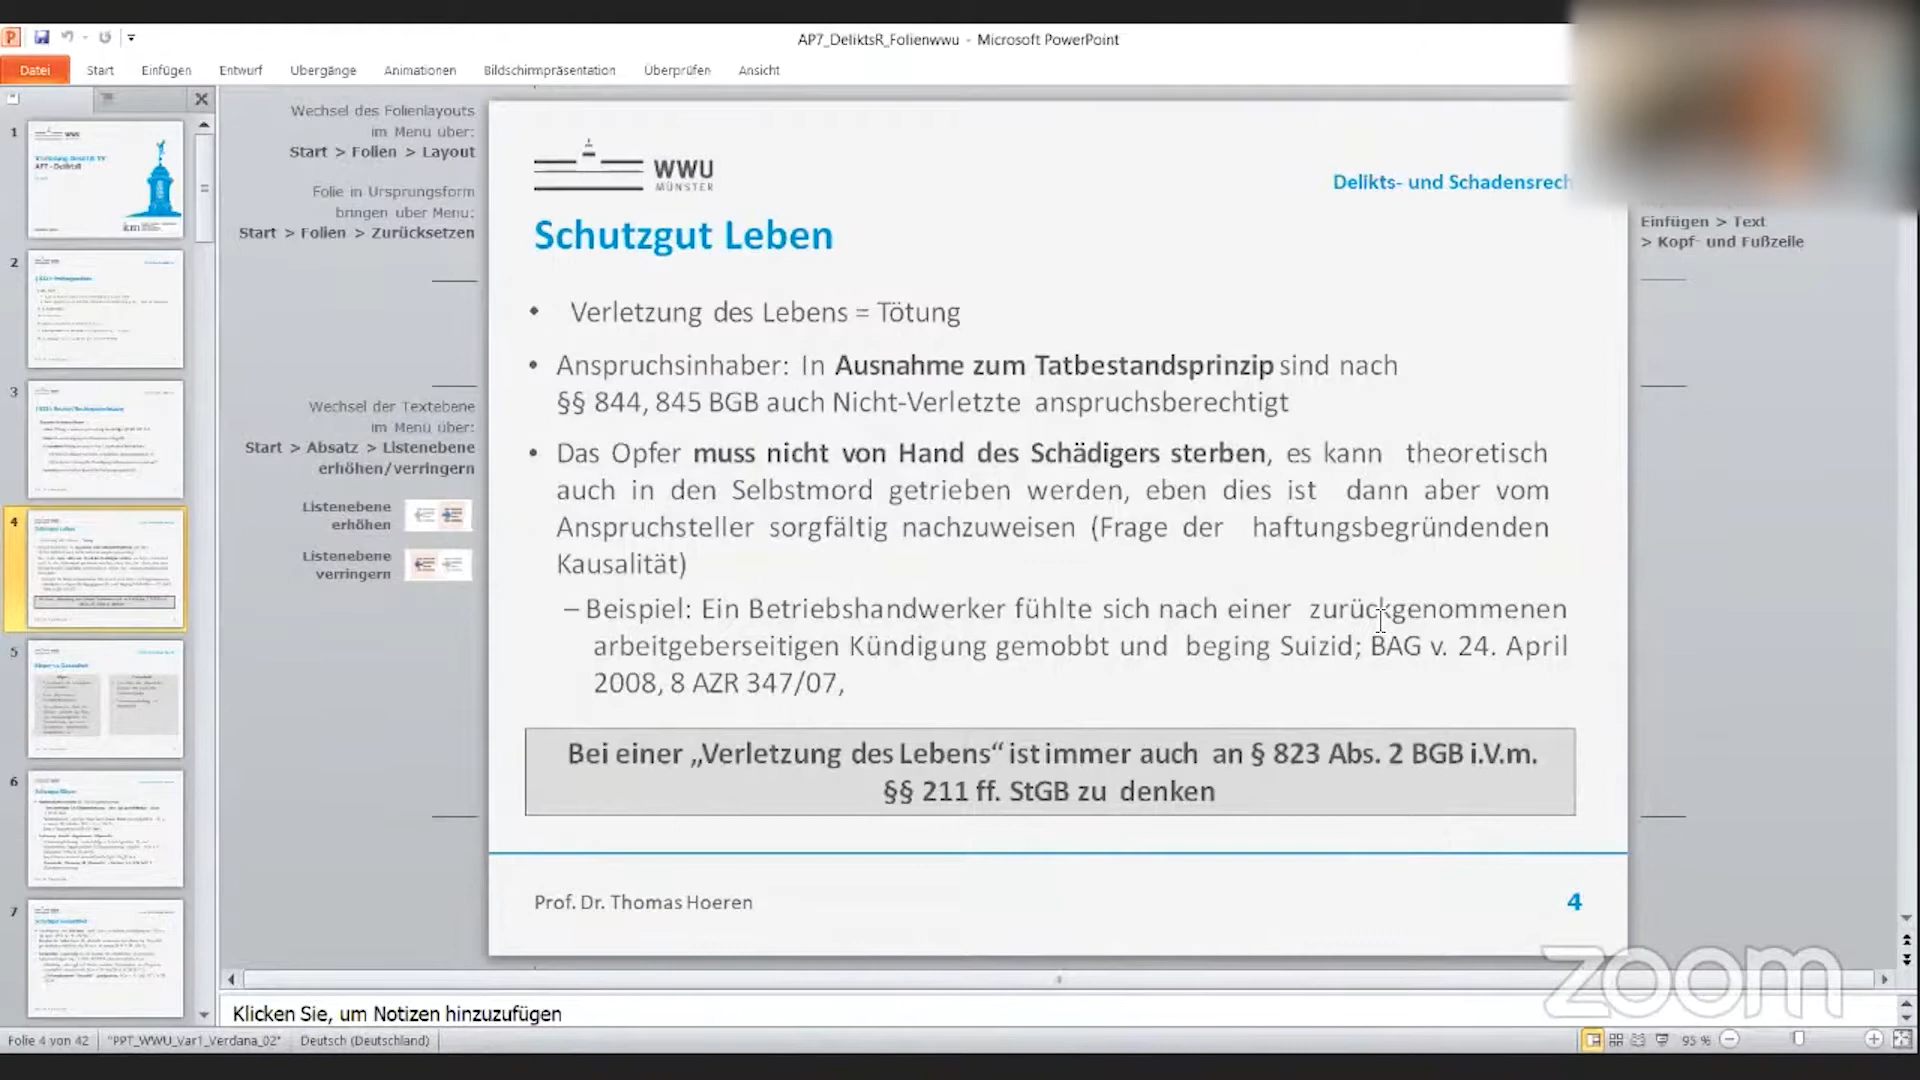 AP7_DeliktsR_Folienwwu - Microsoft PowerPoint
Datei Start Einfügen Entwurf Übergänge Animationen Bildschirmpräsentation Überprüfen Ansicht
Wechsel des Folienlayouts
im Menü über:
Start > Folien > Layout
Folie in Ursprungsform
bringen über Menü:
Start > Folien > Zurücksetzen
Wechsel der Textebene
im Menü über:
Start > Absatz > Listenebene
erhöhen/verringern
Listenebene
erhöhen
Listenebene
verringern
1
2
3
4
5
6
7
WWU
MÜNSTER
Delikts- und Schadensrech
Schutzgut Leben
• Verletzung des Lebens = Tötung
• Anspruchsinhaber: In Ausnahme zum Tatbestandsprinzip sind nach
§§ 844, 845 BGB auch Nicht-Verletzte anspruchsberechtigt
• Das Opfer muss nicht von Hand des Schädigers sterben, es kann theoretisch
auch in den Selbstmord getrieben werden, eben dies ist dann aber vom
Anspruchsteller sorgfältig nachzuweisen (Frage der haftungsbegründenden
Kausalität)
– Beispiel: Ein Betriebshandwerker fühlte sich nach einer zurückgenommenen
arbeitgeberseitigen Kündigung gemobbt und beging Suizid; BAG v. 24. April
2008, 8 AZR 347/07,
Bei einer „Verletzung des Lebens“ ist immer auch an § 823 Abs. 2 BGB i.V.m.
§§ 211 ff. StGB zu denken
Prof. Dr. Thomas Hoeren
4
Einfügen > Text
> Kopf- und Fußzeile
zoom
Klicken Sie, um Notizen hinzuzufügen
Folie 4 von 42 "PPT_WWU_Var1_Verdana_02" Deutsch (Deutschland) 95 %